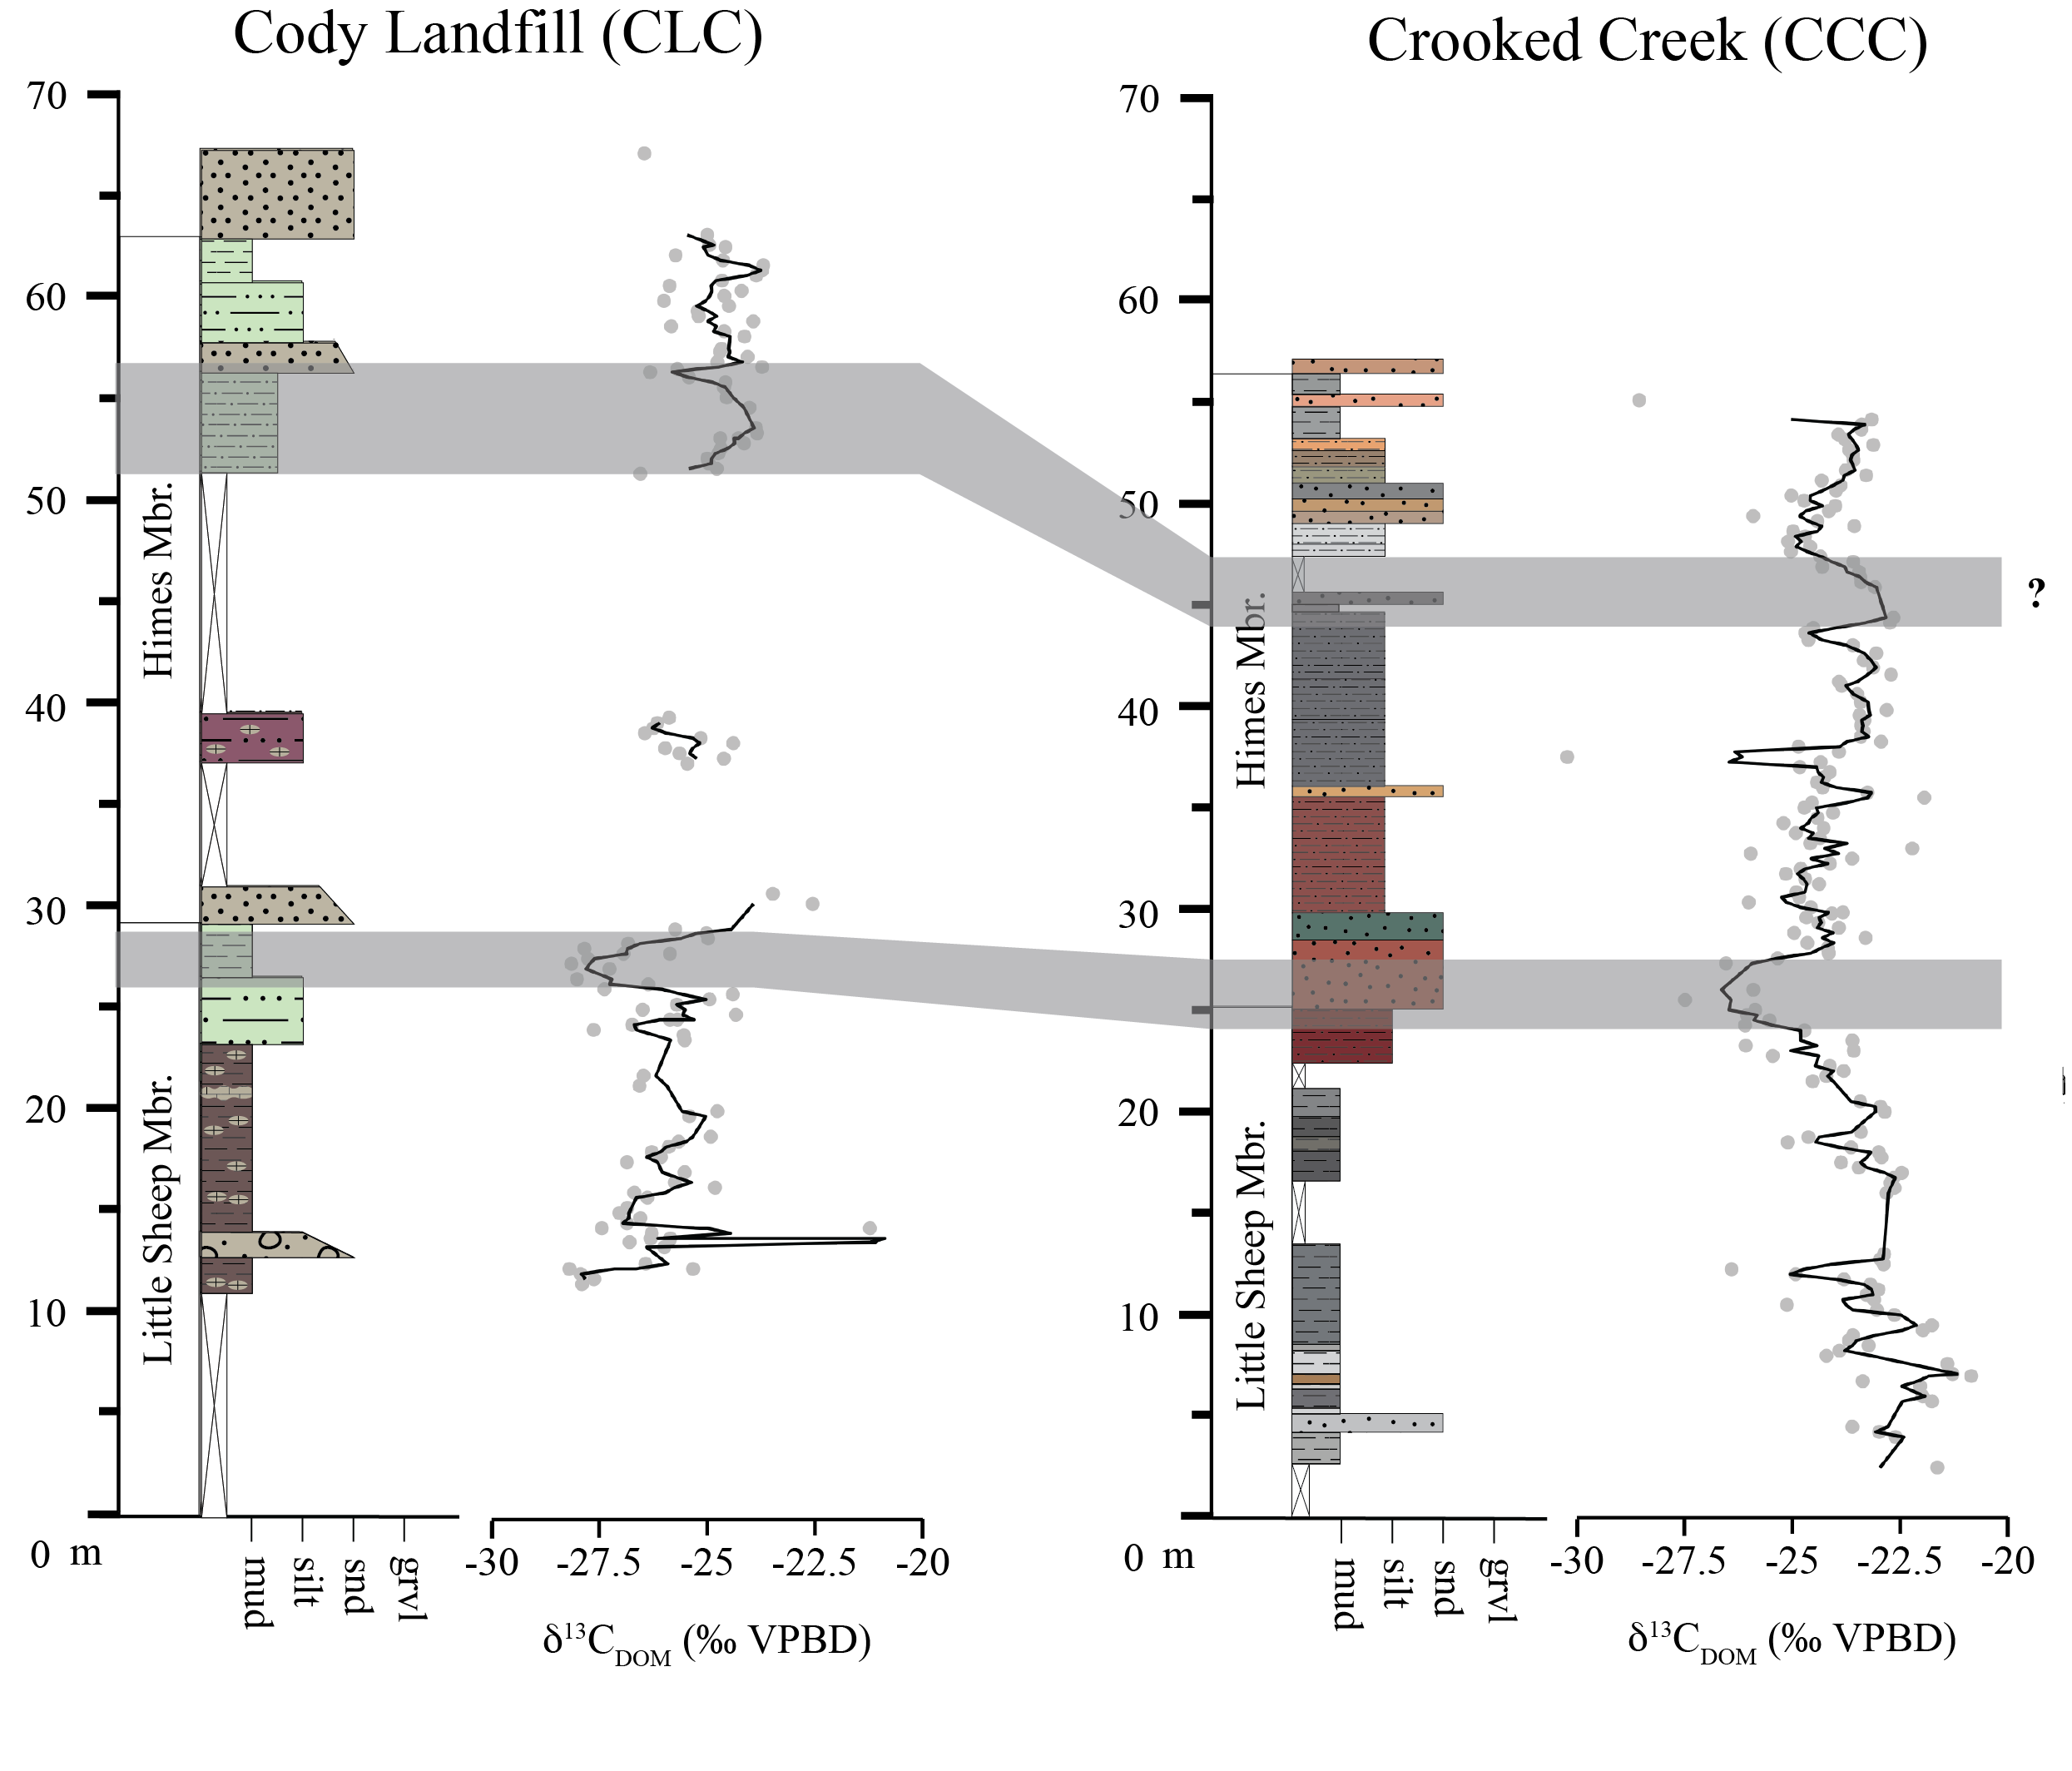 Cody Landfill (CLC)
70
60
50
40
30
20
10
0 m
Himes Mbr.
Little Sheep Mbr.
mud
silt
snd
grvl
-30
-27.5
-25
-22.5
-20
δ¹³C_DOM (‰ VPBD)
Crooked Creek (CCC)
70
60
50
40
30
20
10
0 m
Himes Mbr.
Little Sheep Mbr.
mud
silt
snd
grvl
-30
-27.5
-25
-22.5
-20
δ¹³C_DOM (‰ VPBD)
?